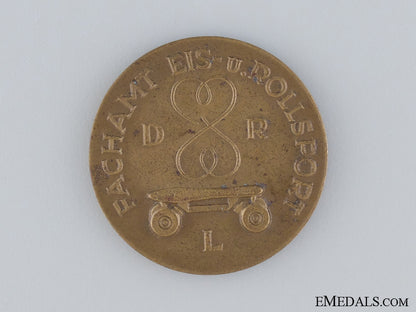 FACHAMT EIS- u. ROLLSPORT
D R
L
EMEDALS.COM